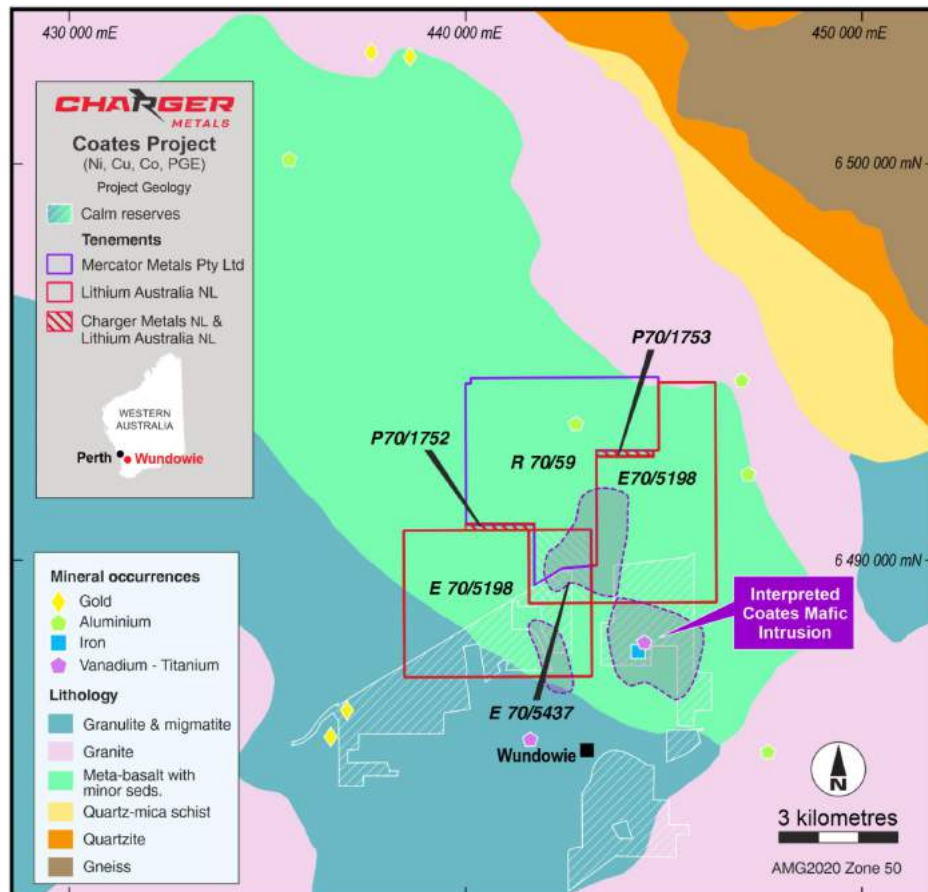 430 000 mE
440 000 mE
450 000 mE
CHARGER
METALS
Coates Project
(Ni, Cu, Co, PGE)
Project Geology
Calm reserves
Tenements
Mercator Metals Pty Ltd
Lithium Australia NL
Charger Metals NL &
Lithium Australia NL
WESTERN
AUSTRALIA
Perth
Wundowie
6 500 000 mN
P70/1753
P70/1752
R 70/59
E70/5198
6 490 000 mN
E 70/5198
Interpreted
Coates Mafic
Intrusion
E 70/5437
Wundowie
Mineral occurrences
Gold
Aluminium
Iron
Vanadium - Titanium
Lithology
Granulite & migmatite
Granite
Meta-basalt with
minor seds.
Quartz-mica schist
Quartzite
Gneiss
N
3 kilometres
AMG2020 Zone 50